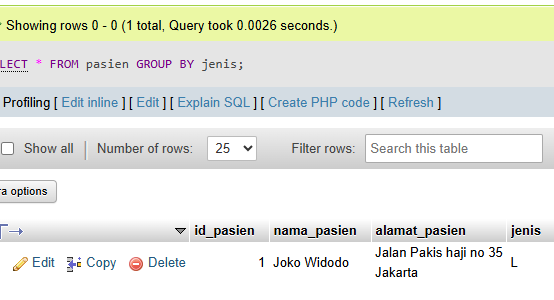 Showing rows 0 - 0 (1 total, Query took 0.0026 seconds.)
LECT * FROM pasien GROUP BY jenis;
Profiling [ Edit inline ] [ Edit ] [ Explain SQL ] [ Create PHP code ] [ Refresh ]
Show all Number of rows: 25 Filter rows: Search this table
ra options
id_pasien nama_pasien alamat_pasien jenis
Edit Copy Delete 1 Joko Widodo Jalan Pakis haji no 35 L
Jakarta